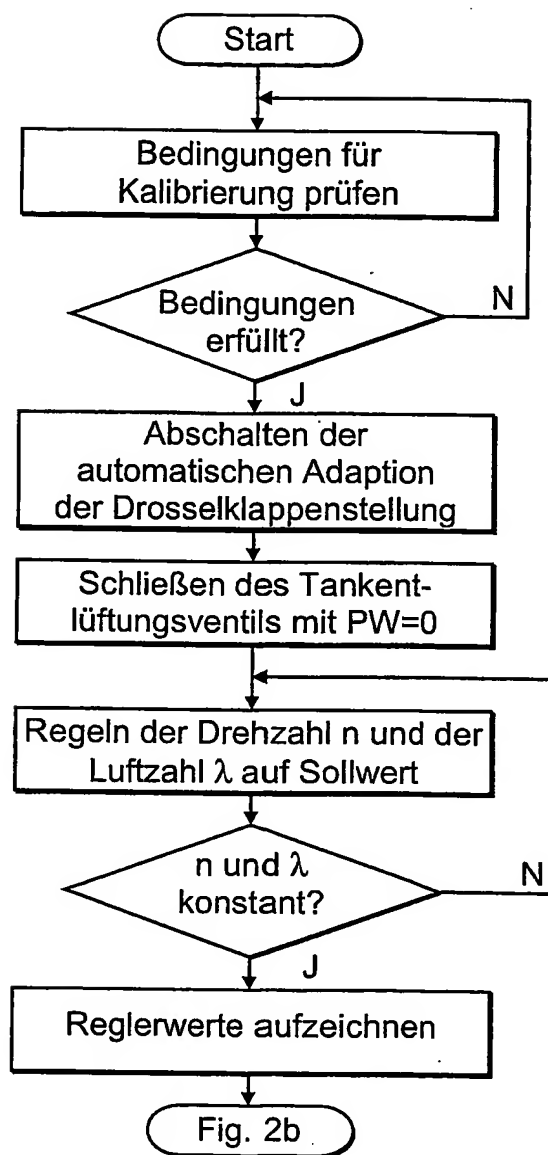 Start
Bedingungen für
Kalibrierung prüfen
Bedingungen
erfüllt?
N
J
Abschalten der
automatischen Adaption
der Drosselklappenstellung
Schließen des Tankent-
lüftungsventils mit PW=0
Regeln der Drehzahl n und der
Luftzahl λ auf Sollwert
n und λ
konstant?
N
J
Reglerwerte aufzeichnen
Fig. 2b